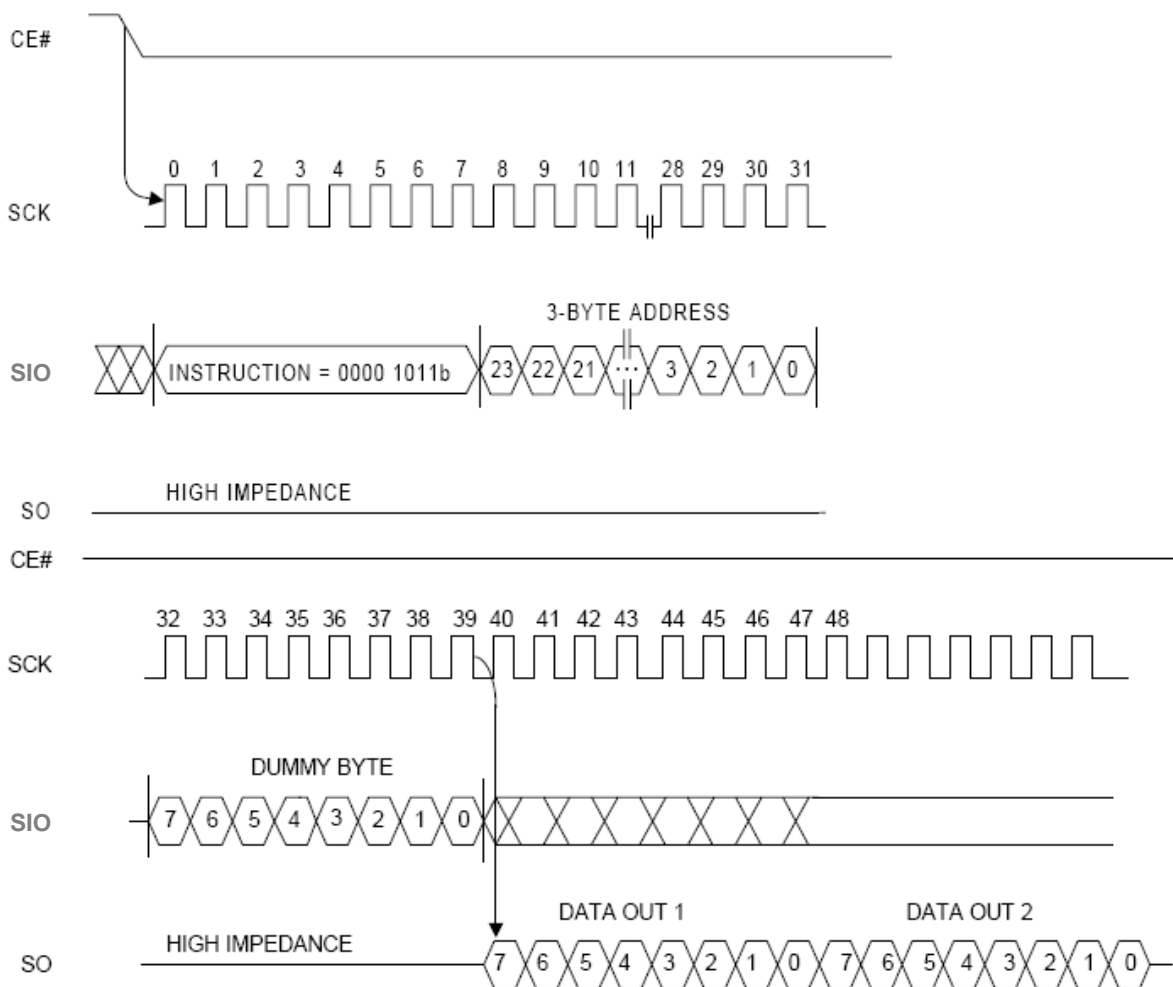 CE#
0 1 2 3 4 5 6 7 8 9 10 11 28 29 30 31
SCK
3-BYTE ADDRESS
SIO INSTRUCTION = 0000 1011b 23 22 21 ... 3 2 1 0
HIGH IMPEDANCE
SO
CE#
32 33 34 35 36 37 38 39 40 41 42 43 44 45 46 47 48
SCK
DUMMY BYTE
SIO 7 6 5 4 3 2 1 0
DATA OUT 1 DATA OUT 2
HIGH IMPEDANCE
SO 7 6 5 4 3 2 1 0 7 6 5 4 3 2 1 0